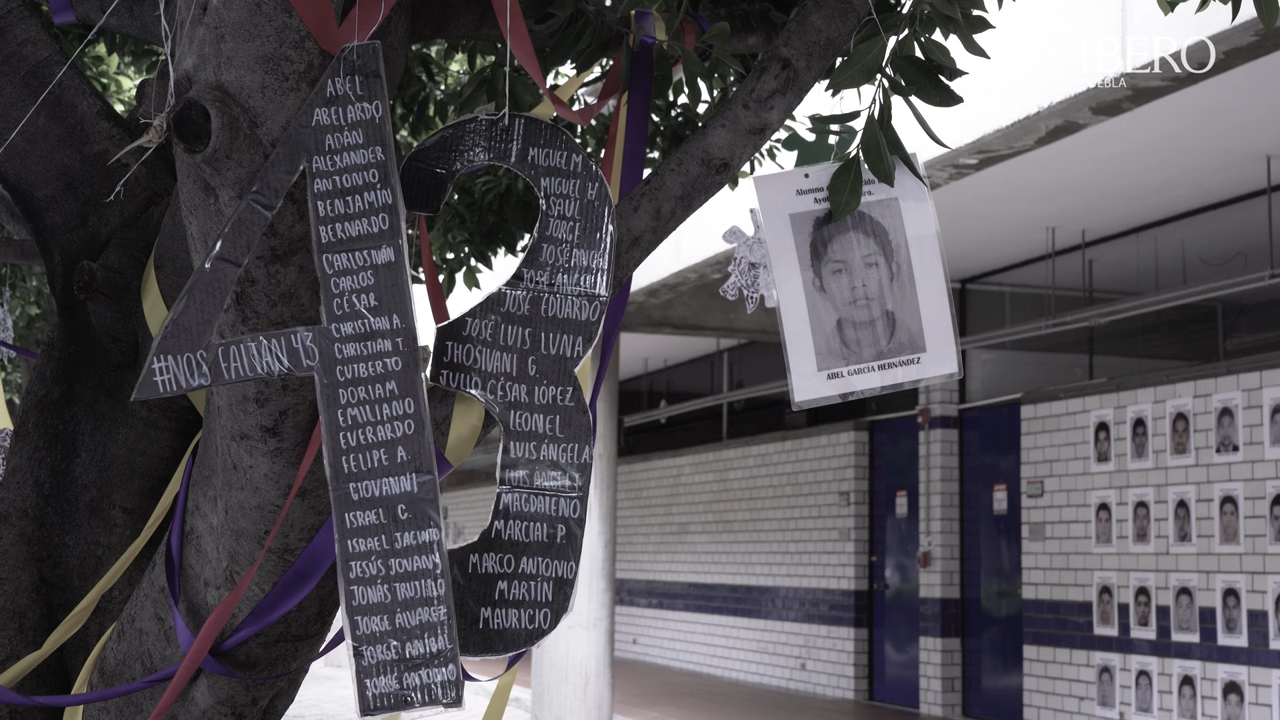 ABEL
ABELARDO
ADÁN
ALEXANDER
ANTONIO
BENJAMÍN
BERNARDO
CARLOS IVÁN
CARLOS
CÉSAR
CHRISTIAN A.
CHRISTIAN T.
CUTBERTO
DORIAM
EMILIANO
EVERARDO
FELIPE A.
GIOVANNI
ISRAEL C.
ISRAEL JACINTO
JESÚS JOVANY
JONÁS TRUJILLO
JORGE ÁLVAREZ
JORGE ANÍBAL
JORGE ANTONIO
#NOS FALTAN 43
MIGUEL M.
MIGUEL H
SAÚL
JORGE
JOSÉ ANG
JOSÉ ÁNGEL
JOSÉ EDUARDO
JOSÉ LUIS LUNA
JHOSIVANI G.
JULIO CÉSAR LÓPEZ
LEONEL
LUIS ÁNGEL A
LUIS ÁNGEL F
MAGDALENO
MARCIAL P.
MARCO ANTONIO
MARTÍN
MAURICIO
Alumno
ABEL GARCÍA HERNÁNDEZ
IBERO
PUEBLA